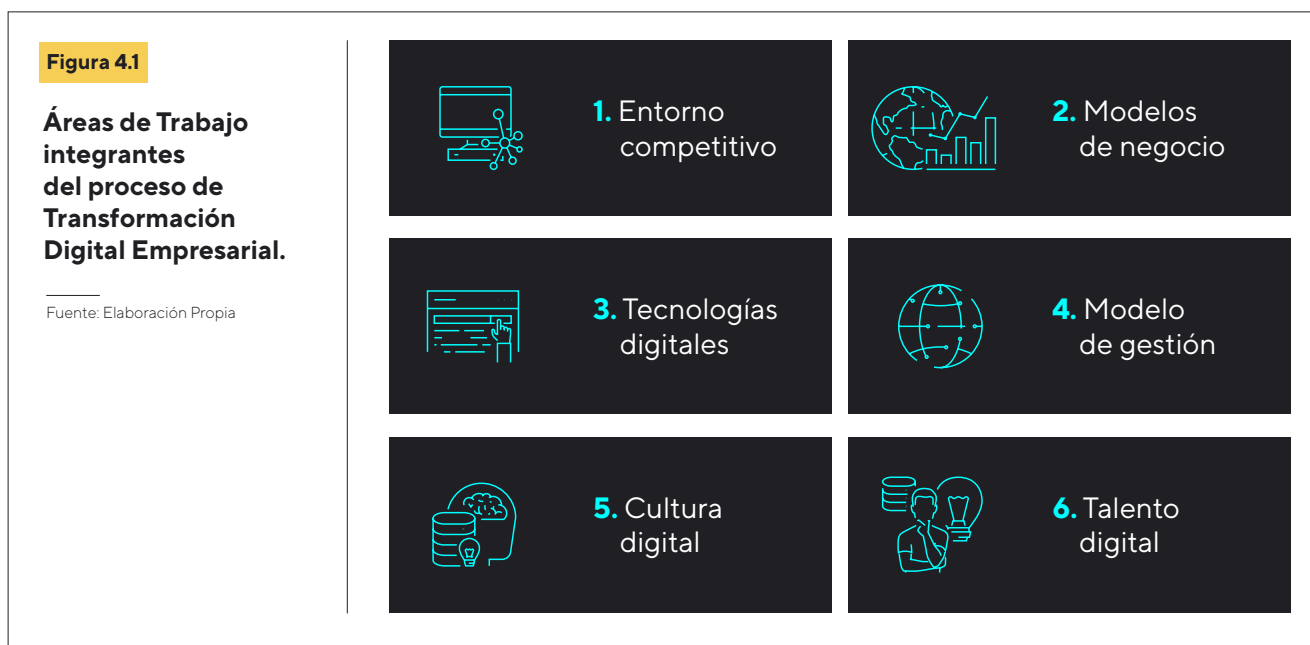 Figura 4.1
Áreas de Trabajo
integrantes
del proceso de
Transformación
Digital Empresarial.
Fuente: Elaboración Propia
1. Entorno
competitivo
2. Modelos
de negocio
3. Tecnologías
digitales
4. Modelo
de gestión
5. Cultura
digital
6. Talento
digital